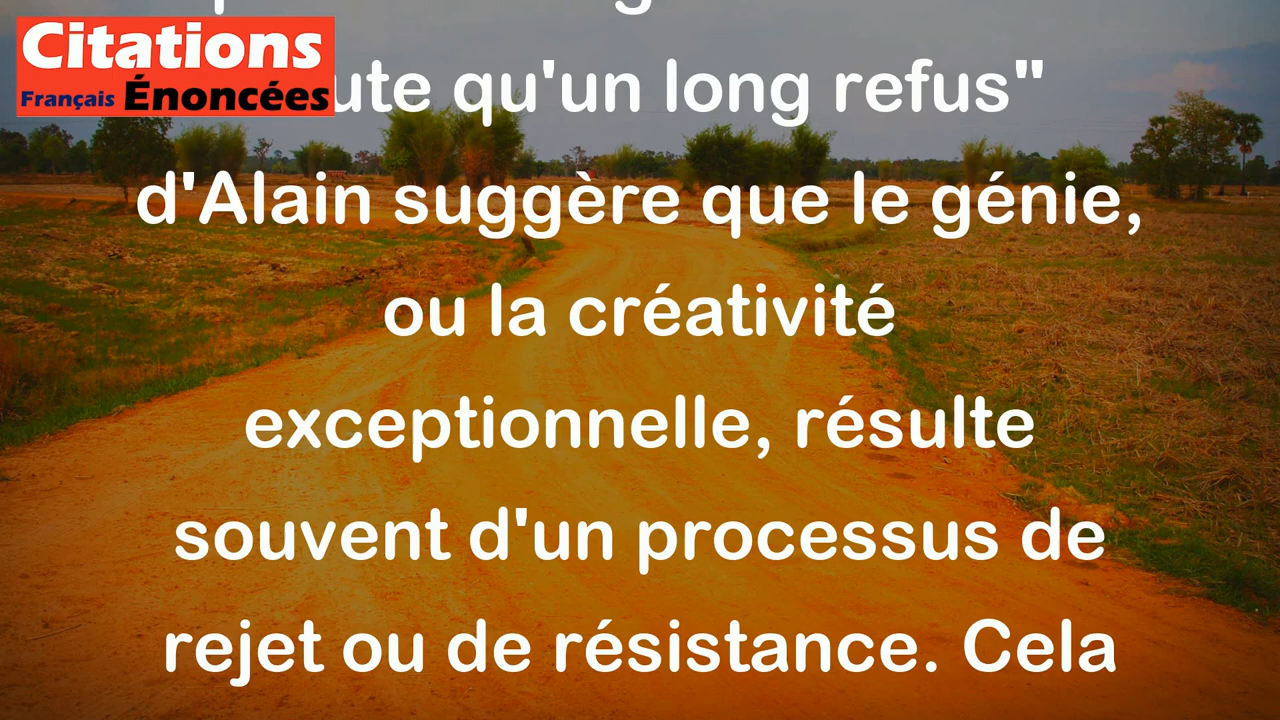 Citations
Français Énoncées
qu'un long refus"
d'Alain suggère que le génie,
ou la créativité
exceptionnelle, résulte
souvent d'un processus de
rejet ou de résistance. Cela